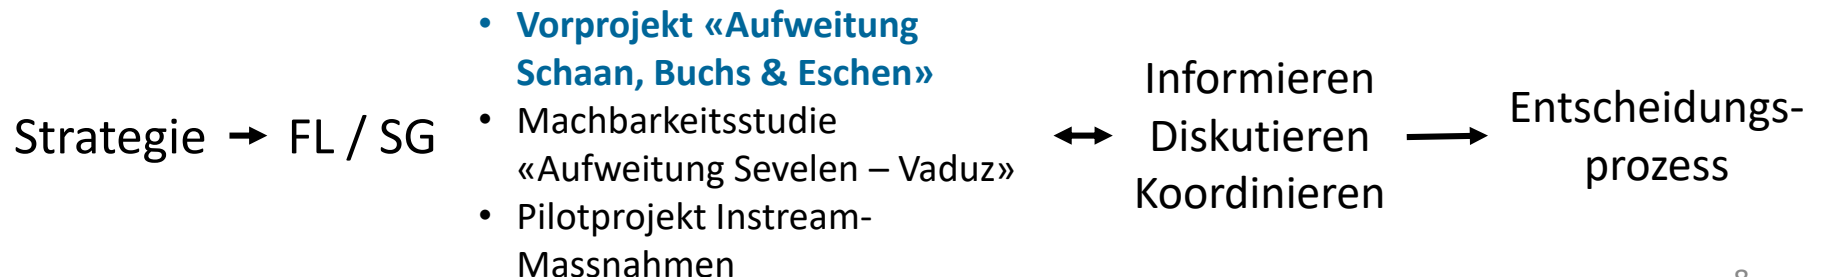 Strategie → FL / SG
• Vorprojekt «Aufweitung
Schaan, Buchs & Eschen»
• Machbarkeitsstudie
«Aufweitung Sevelen – Vaduz»
• Pilotprojekt Instream-
Massnahmen
↔
Informieren
Diskutieren
Koordinieren
→
Entscheidungs-
prozess